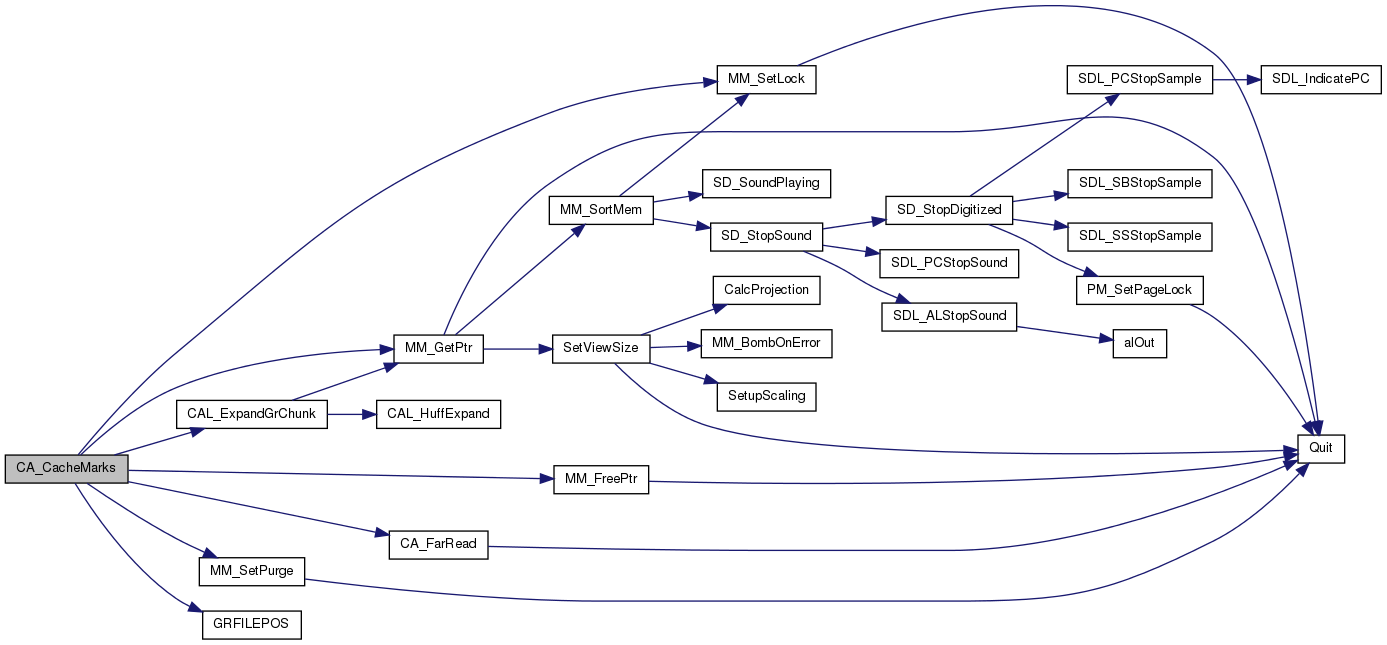 MM_SetLock
SDL_PCStopSample
SDL_IndicatePC
SD_SoundPlaying
SDL_SBStopSample
MM_SortMem
SD_StopDigitized
SD_StopSound
SDL_SSStopSample
SDL_PCStopSound
CalcProjection
PM_SetPageLock
SDL_ALStopSound
MM_GetPtr
SetViewSize
MM_BombOnError
alOut
SetupScaling
CAL_ExpandGrChunk
CAL_HuffExpand
Quit
CA_CacheMarks
MM_FreePtr
CA_FarRead
MM_SetPurge
GRFILEPOS